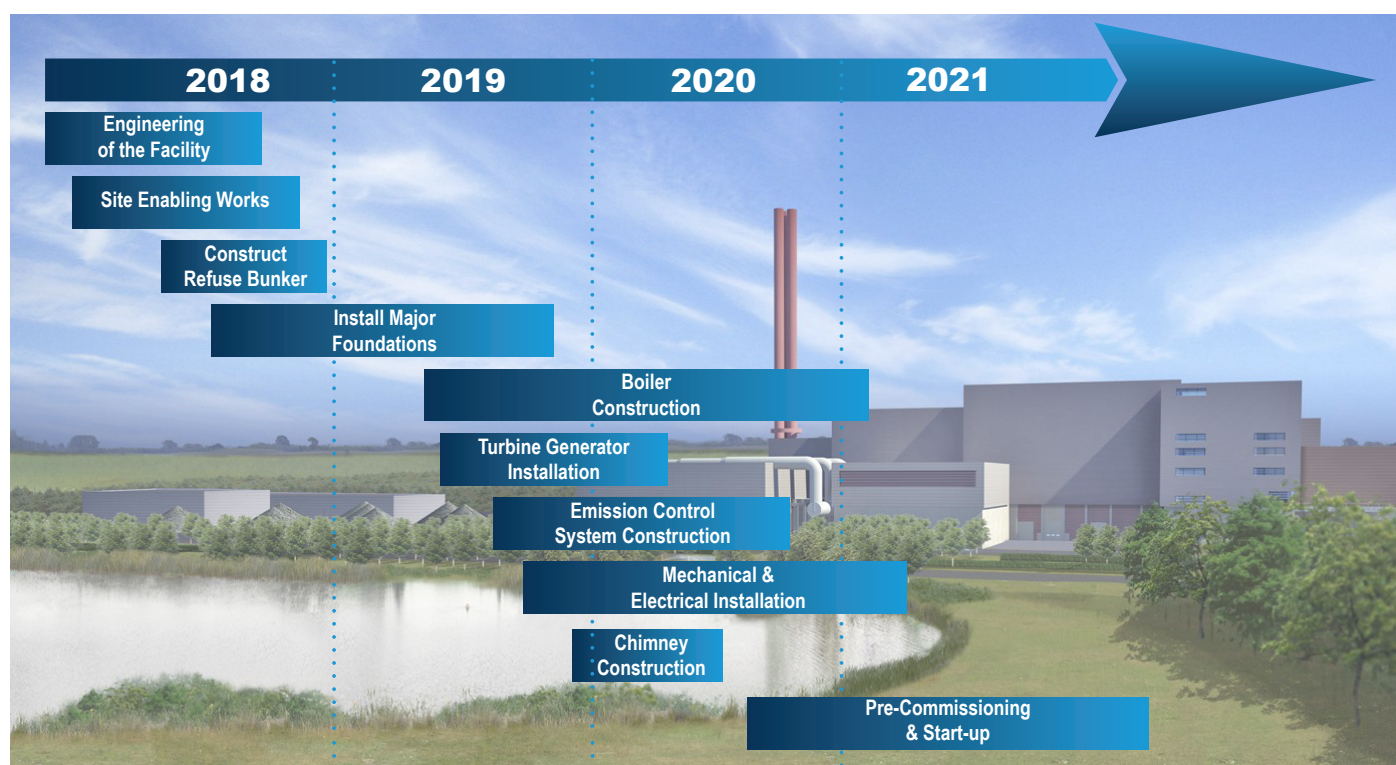 2018 2019 2020 2021
Engineering
of the Facility
Site Enabling Works
Construct
Refuse Bunker
Install Major
Foundations
Boiler
Construction
Turbine Generator
Installation
Emission Control
System Construction
Mechanical &
Electrical Installation
Chimney
Construction
Pre-Commissioning
& Start-up